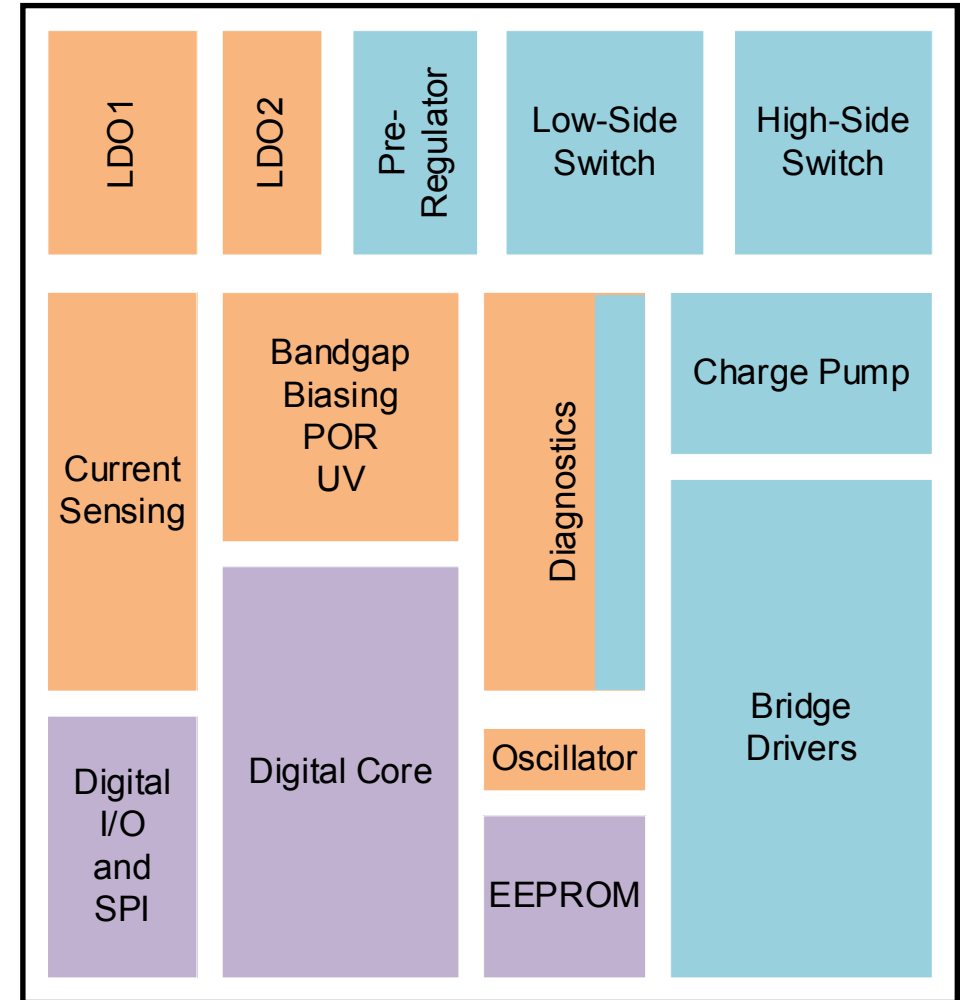 LDO1
LDO2
Pre-
Regulator
Low-Side
Switch
High-Side
Switch
Current
Sensing
Bandgap
Biasing
POR
UV
Diagnostics
Charge Pump
Digital
I/O
and
SPI
Digital Core
Oscillator
EEPROM
Bridge
Drivers